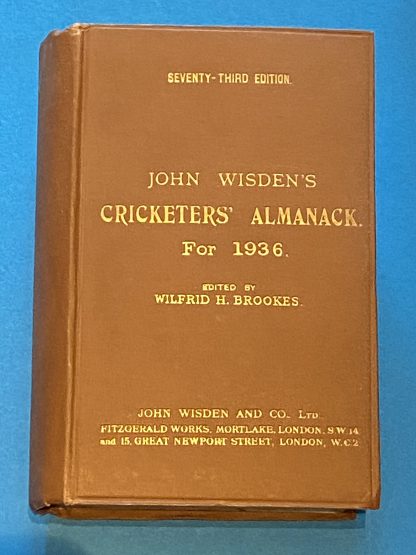 SEVENTY-THIRD EDITION.
JOHN WISDEN'S
CRICKETERS' ALMANACK.
For 1936.
EDITED BY
WILFRID H. BROOKES.
JOHN WISDEN AND CO., LTD.
FITZGERALD WORKS, MORTLAKE, LONDON, S.W.14
and 15, GREAT NEWPORT STREET, LONDON, W.C.2